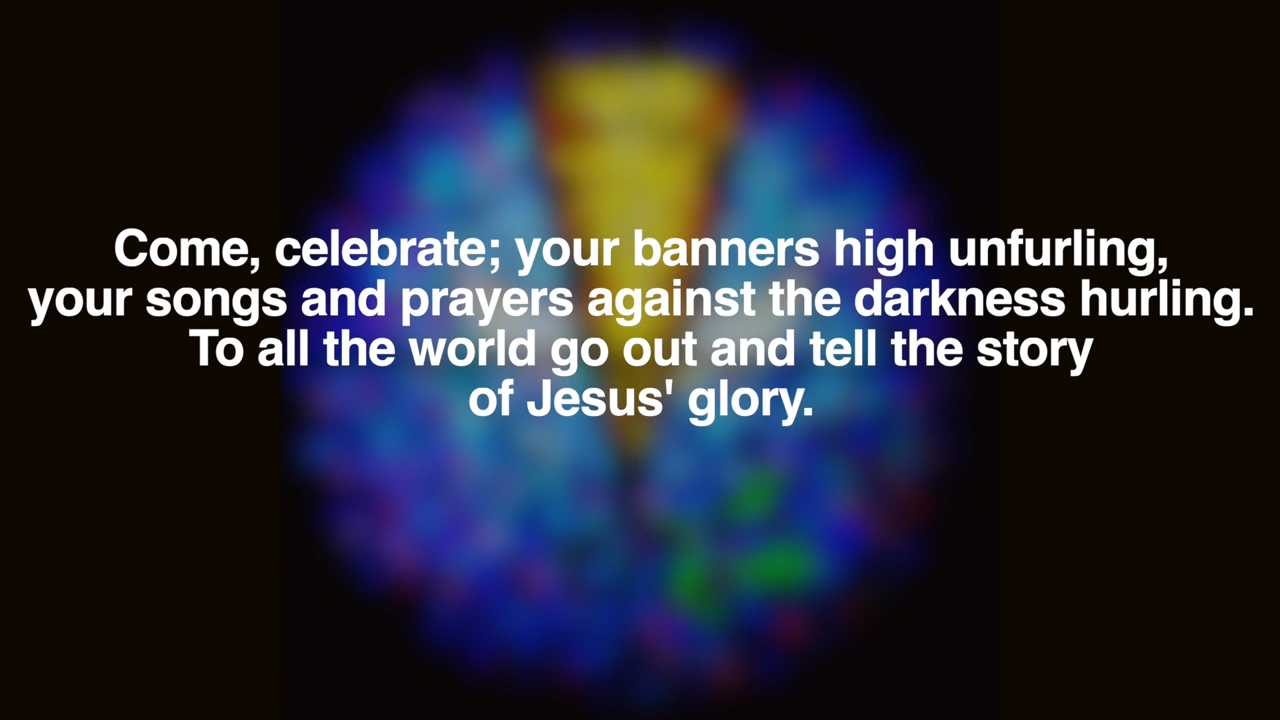 Come, celebrate; your banners high unfurling,
your songs and prayers against the darkness hurling.
To all the world go out and tell the story
of Jesus' glory.